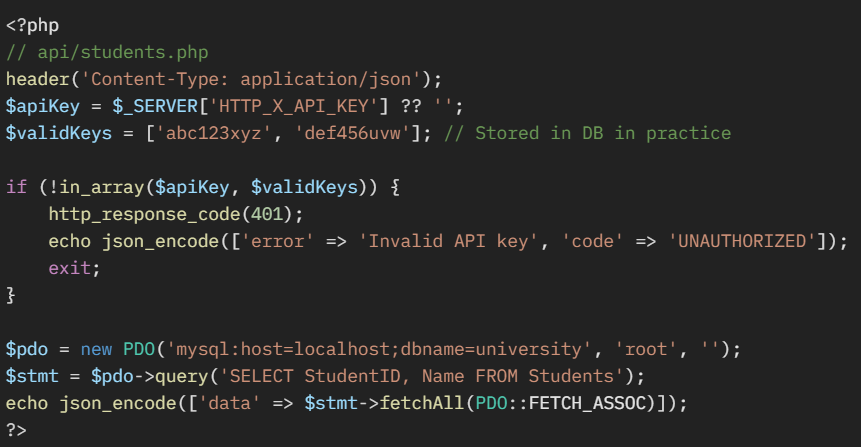 <?php
// api/students.php
header('Content-Type: application/json');
$apiKey = $_SERVER['HTTP_X_API_KEY'] ?? '';
$validKeys = ['abc123xyz', 'def456uvw']; // Stored in DB in practice

if (!in_array($apiKey, $validKeys)) {
    http_response_code(401);
    echo json_encode(['error' => 'Invalid API key', 'code' => 'UNAUTHORIZED']);
    exit;
}

$pdo = new PDO('mysql:host=localhost;dbname=university', 'root', '');
$stmt = $pdo->query('SELECT StudentID, Name FROM Students');
echo json_encode(['data' => $stmt->fetchAll(PDO::FETCH_ASSOC)]);
?>